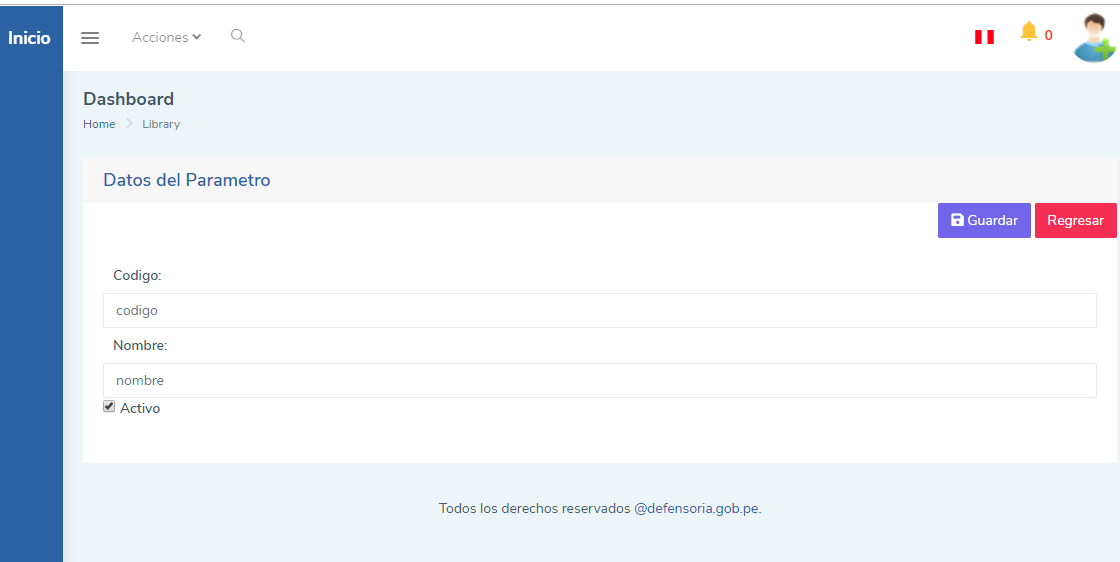 Inicio
Acciones
0
Dashboard
Home Library
Datos del Parametro
Guardar Regresar
Codigo:
codigo
Nombre:
nombre
Activo
Todos los derechos reservados @defensoria.gob.pe.